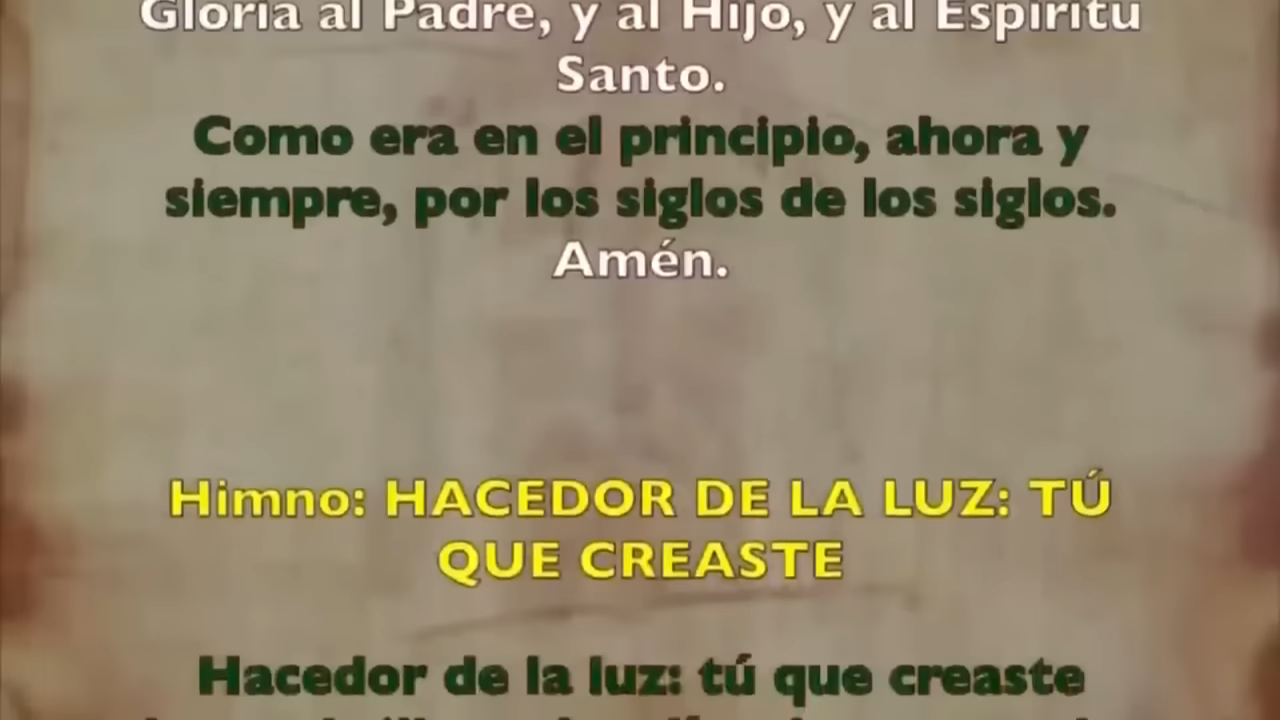 Gloria al Padre, y al Hijo, y al Espíritu
Santo.
Como era en el principio, ahora y
siempre, por los siglos de los siglos.
Amén.
Himno: HACEDOR DE LA LUZ: TÚ
QUE CREASTE
Hacedor de la luz: tú que creaste